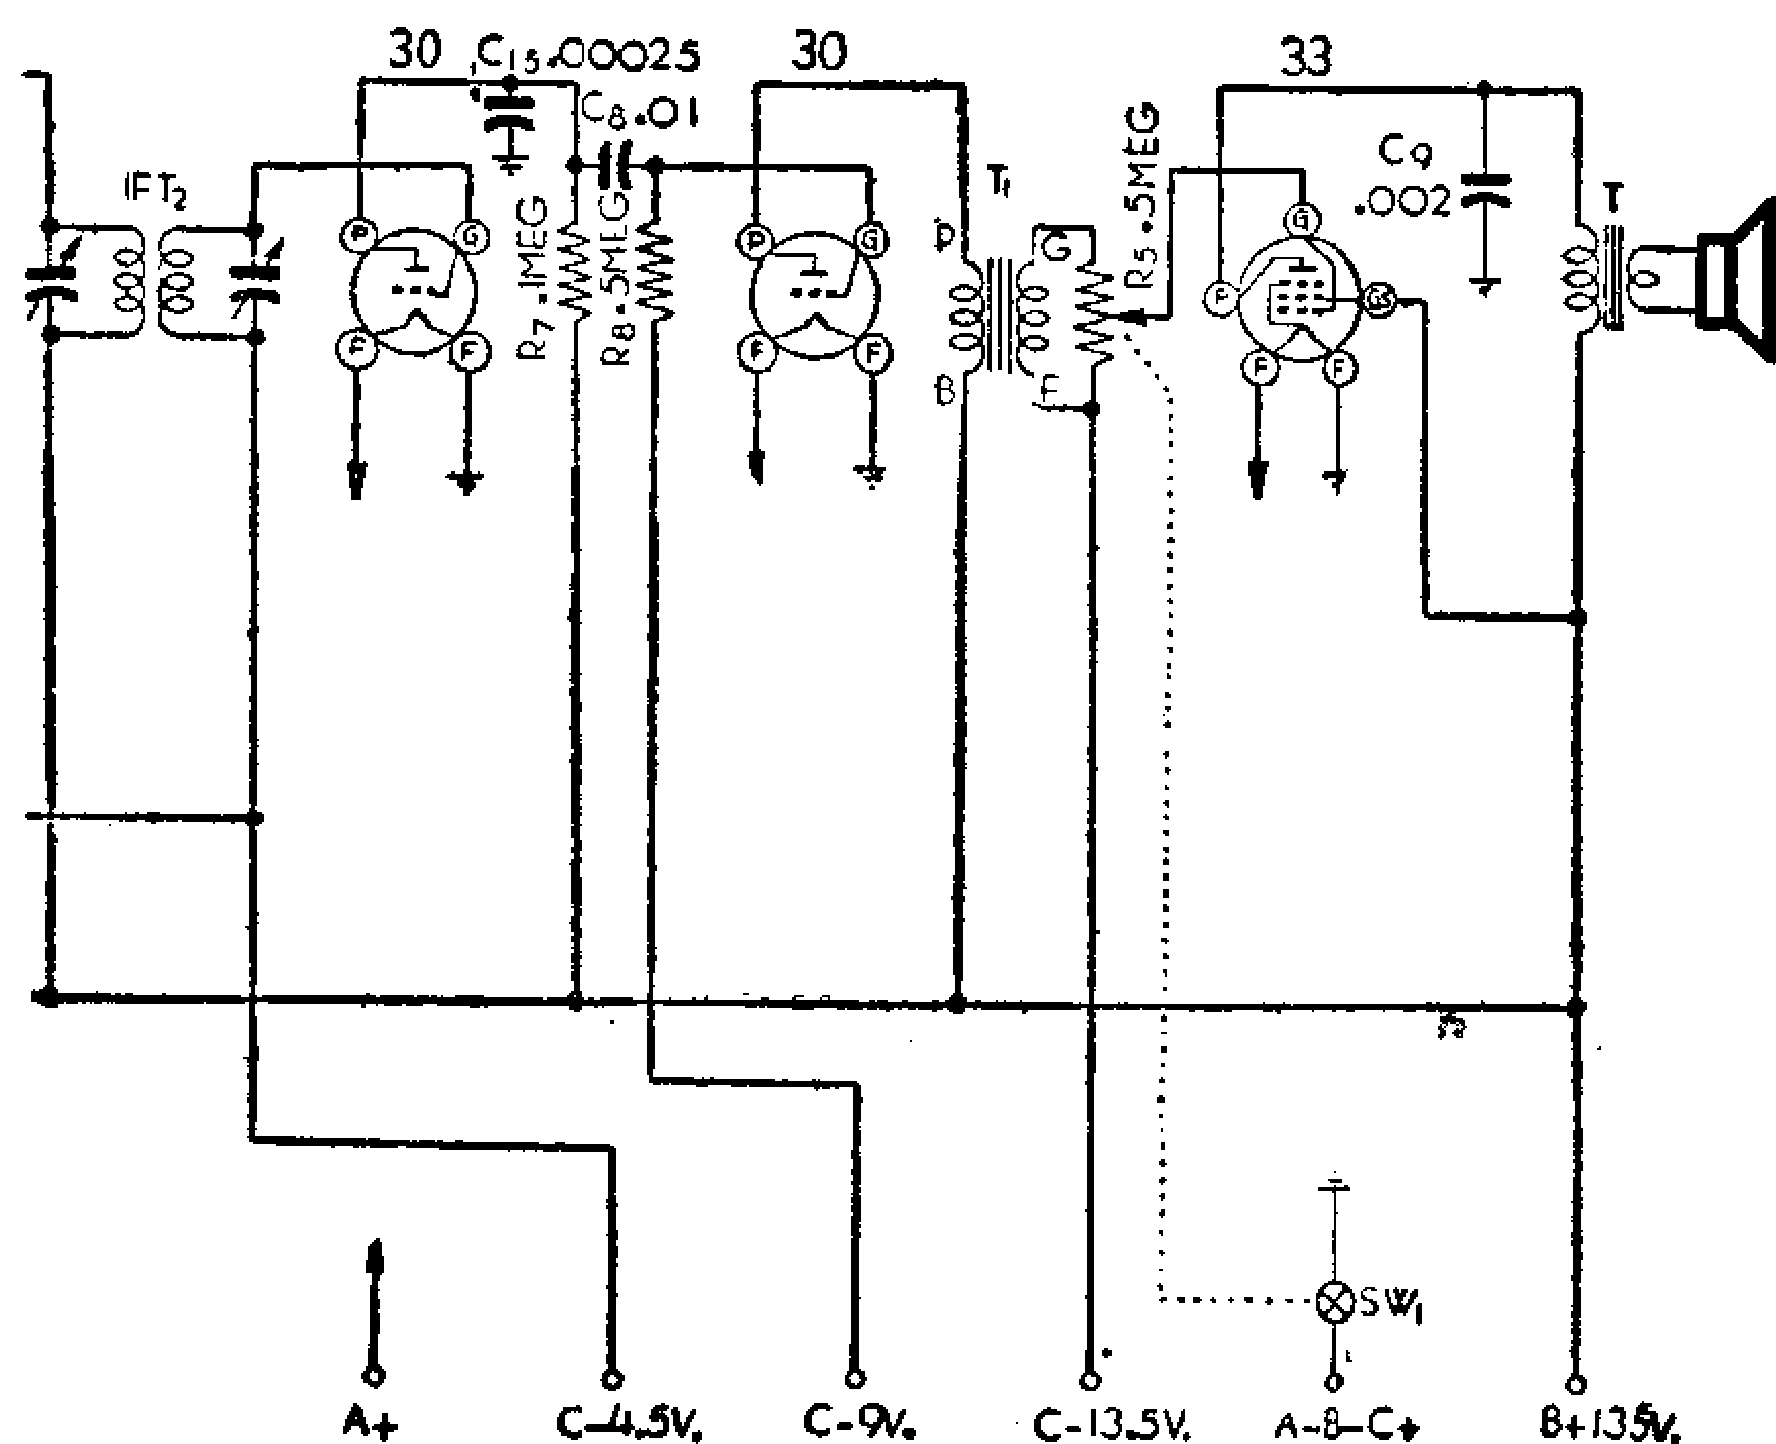 30
C15 .00025
30
33
C8 .01
IFT2
R7 .1MEG
R8 .5MEG
T1
R5 .5MEG
C9
.002
T
P
G
P
G
P
G
G
P
GS
F
F
F
F
B
F
F
F
SW1
A+
C-4.5V.
C-9V.
C-13.5V.
A-B-C+
B+135V.